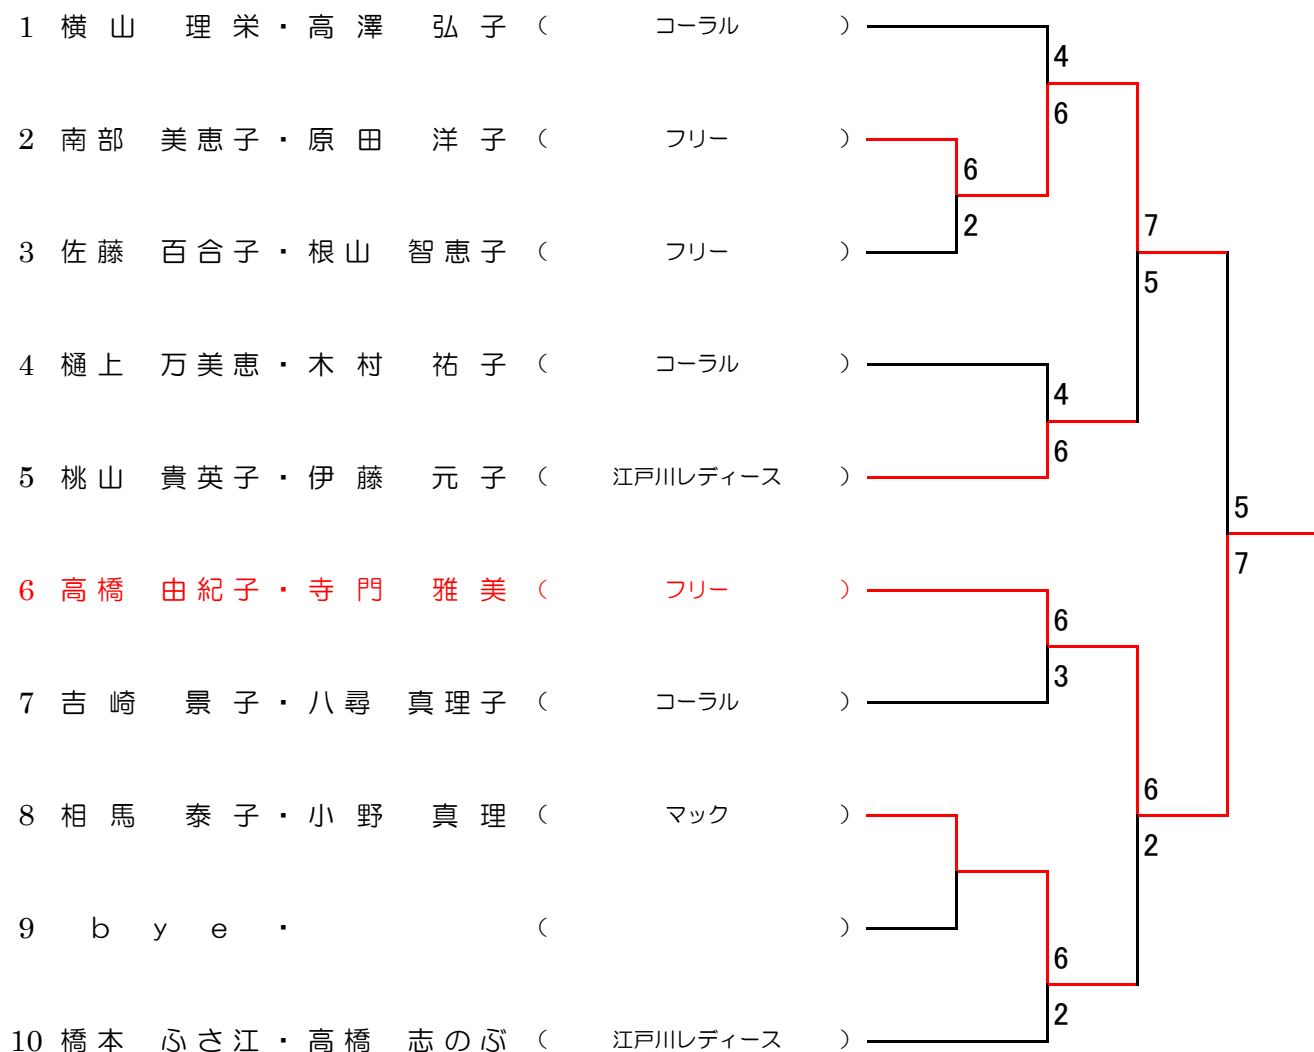 1 横山 理栄・高澤 弘子 ( コーラル )
4
6
2 南部 美恵子・原田 洋子 ( フリー )
6
2
7
5
3 佐藤 百合子・根山 智恵子 ( フリー )
4 樋上 万美恵・木村 祐子 ( コーラル )
4
6
5 桃山 貴英子・伊藤 元子 ( 江戸川レディース )
5
7
6 高橋 由紀子・寺門 雅美 ( フリー )
6
3
7 吉崎 景子・八尋 真理子 ( コーラル )
6
2
8 相馬 泰子・小野 真理 ( マック )
9 bye・ ( )
6
2
10 橋本 ふさ江・高橋 志のぶ ( 江戸川レディース )